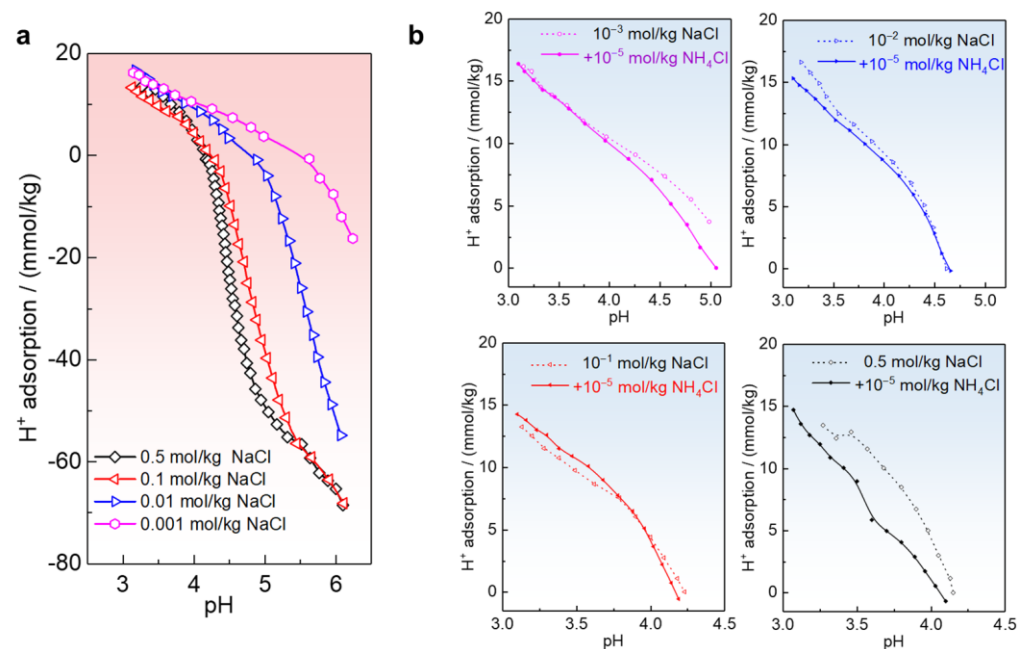 a
20
0
-20
-40
-60
-80
H⁺ adsorption / (mmol/kg)
0.5 mol/kg NaCl
0.1 mol/kg NaCl
0.01 mol/kg NaCl
0.001 mol/kg NaCl
3 4 5 6
pH
b
20
15
10
5
0
H⁺ adsorption / (mmol/kg)
10⁻³ mol/kg NaCl
+10⁻⁵ mol/kg NH₄Cl
3.0 3.5 4.0 4.5 5.0
pH
20
15
10
5
0
H⁺ adsorption / (mmol/kg)
10⁻² mol/kg NaCl
+10⁻⁵ mol/kg NH₄Cl
3.0 3.5 4.0 4.5 5.0
pH
20
15
10
5
0
H⁺ adsorption / (mmol/kg)
10⁻¹ mol/kg NaCl
+10⁻⁵ mol/kg NH₄Cl
3.0 3.5 4.0 4.5
pH
20
15
10
5
0
H⁺ adsorption / (mmol/kg)
0.5 mol/kg NaCl
+10⁻⁵ mol/kg NH₄Cl
3.0 3.5 4.0 4.5
pH